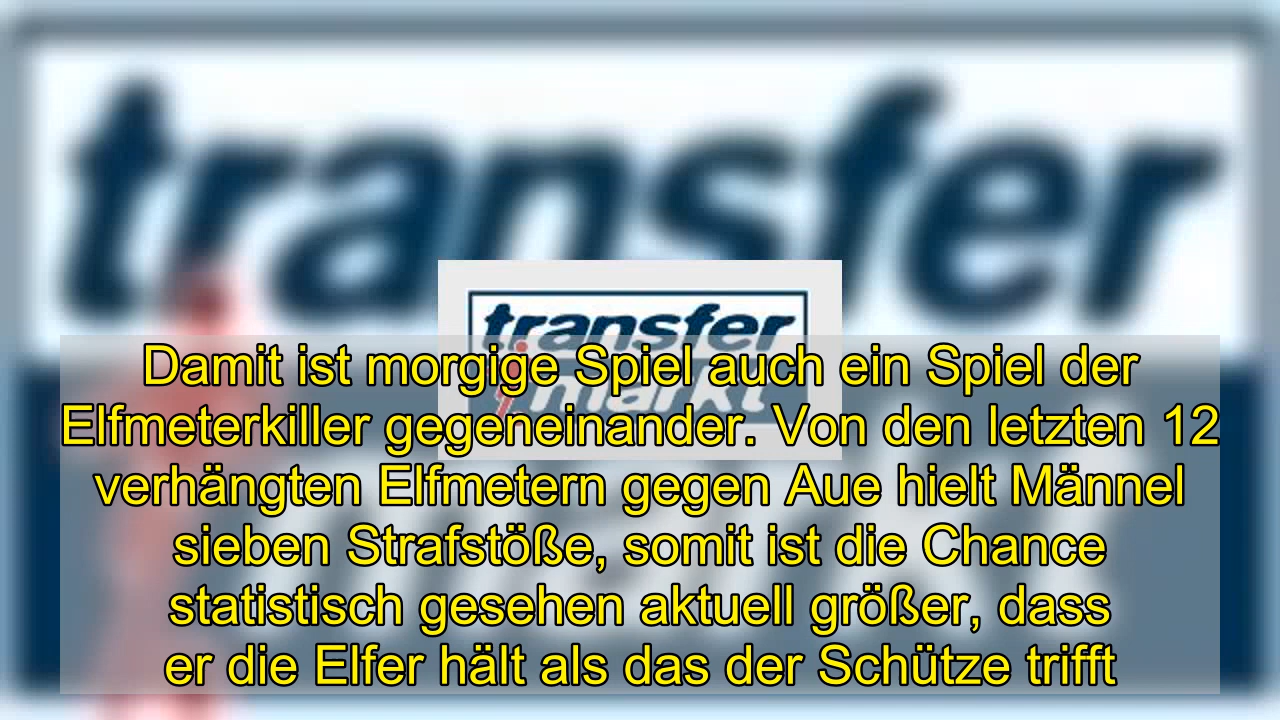 transfer
transfer
markt
Damit ist morgige Spiel auch ein Spiel der
Elfmeterkiller gegeneinander. Von den letzten 12
verhängten Elfmetern gegen Aue hielt Männel
sieben Strafstöße, somit ist die Chance
statistisch gesehen aktuell größer, dass
er die Elfer hält als das der Schütze trifft